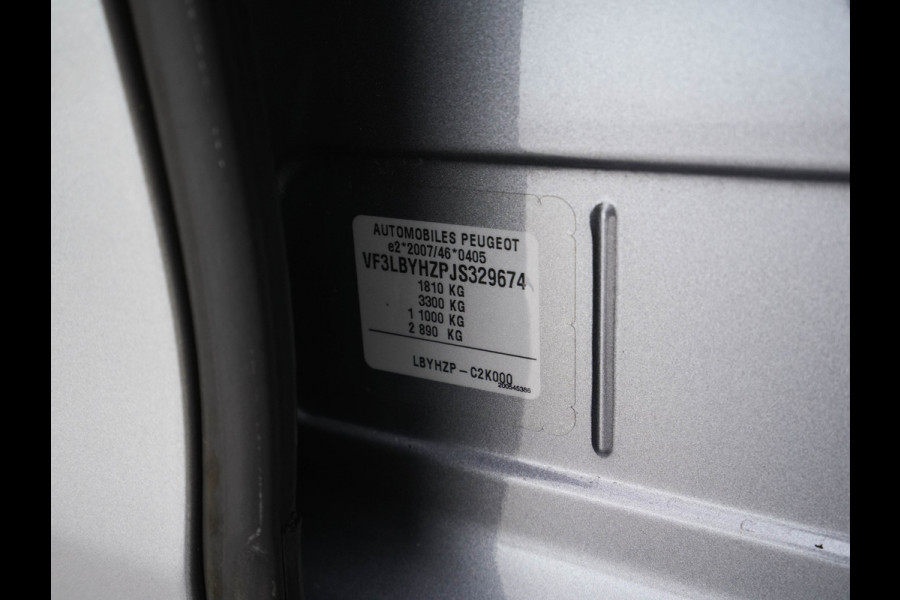 AUTOMOBILES PEUGEOT
e2*2007/46*0405
VF3LBYHZPJS329674
1810 KG
3300 KG
1 1000 KG
2 890 KG
LBYHZP - C2K000